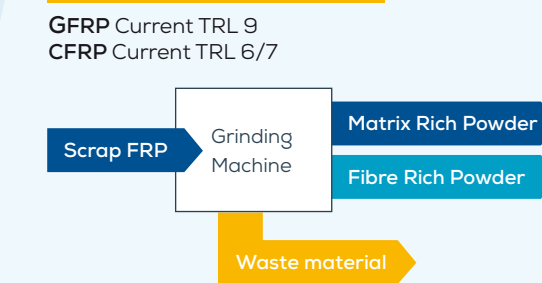 GFRP Current TRL 9
CFRP Current TRL 6/7
Scrap FRP
Grinding
Machine
Matrix Rich Powder
Fibre Rich Powder
Waste material